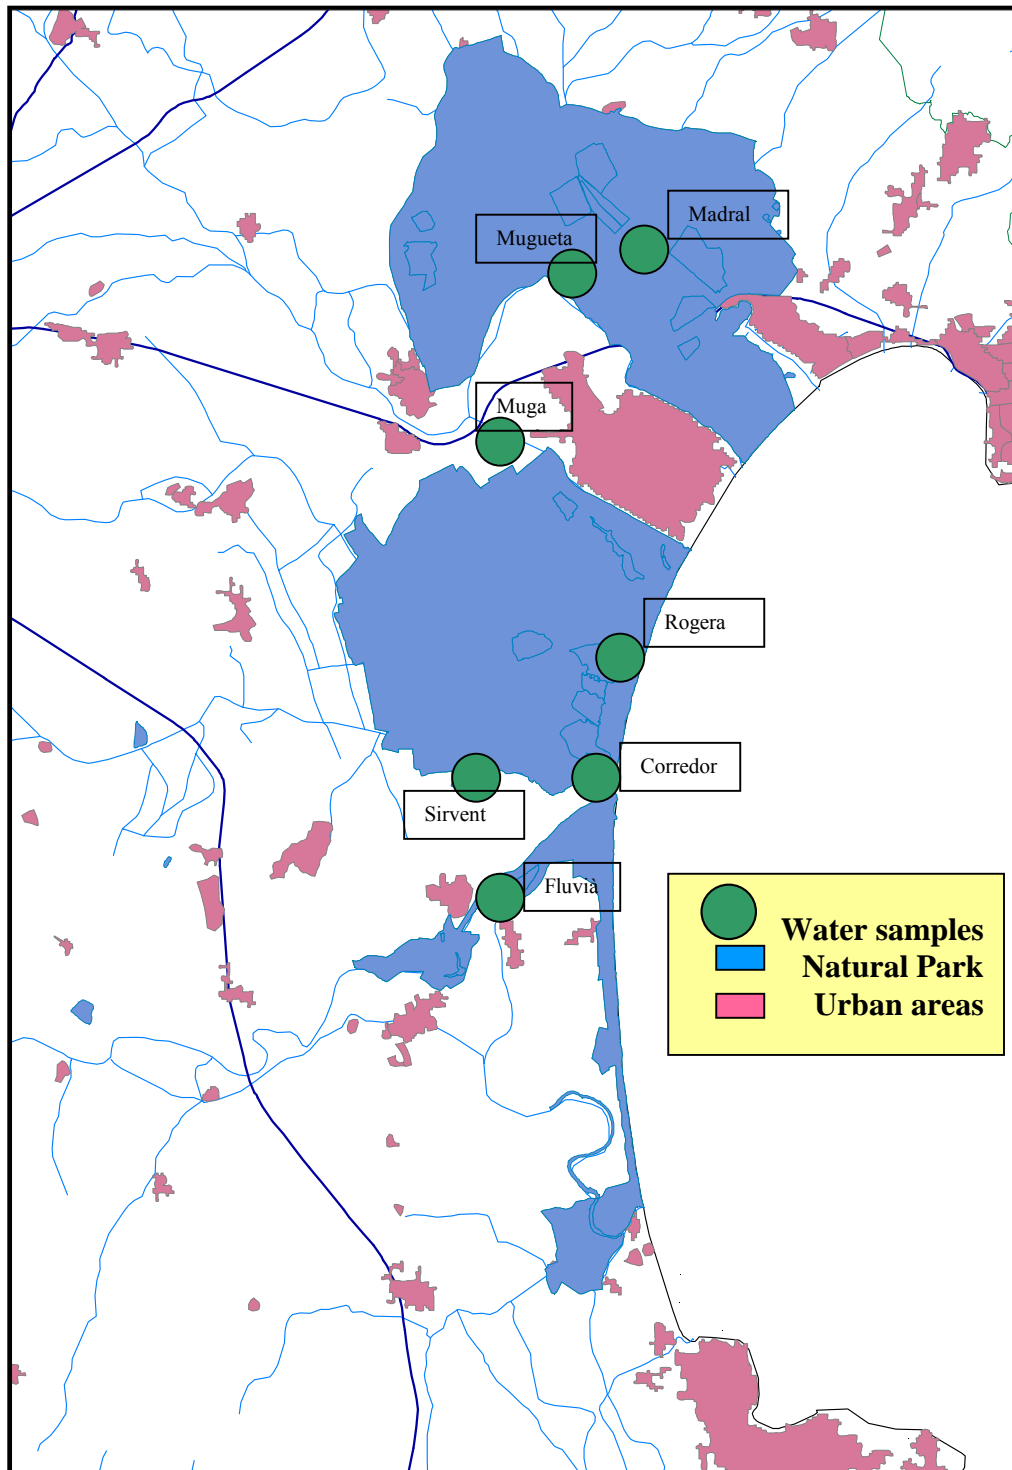 Madral
Mugueta
Muga
Rogera
Corredor
Sirvent
Fluvià
Water samples
Natural Park
Urban areas